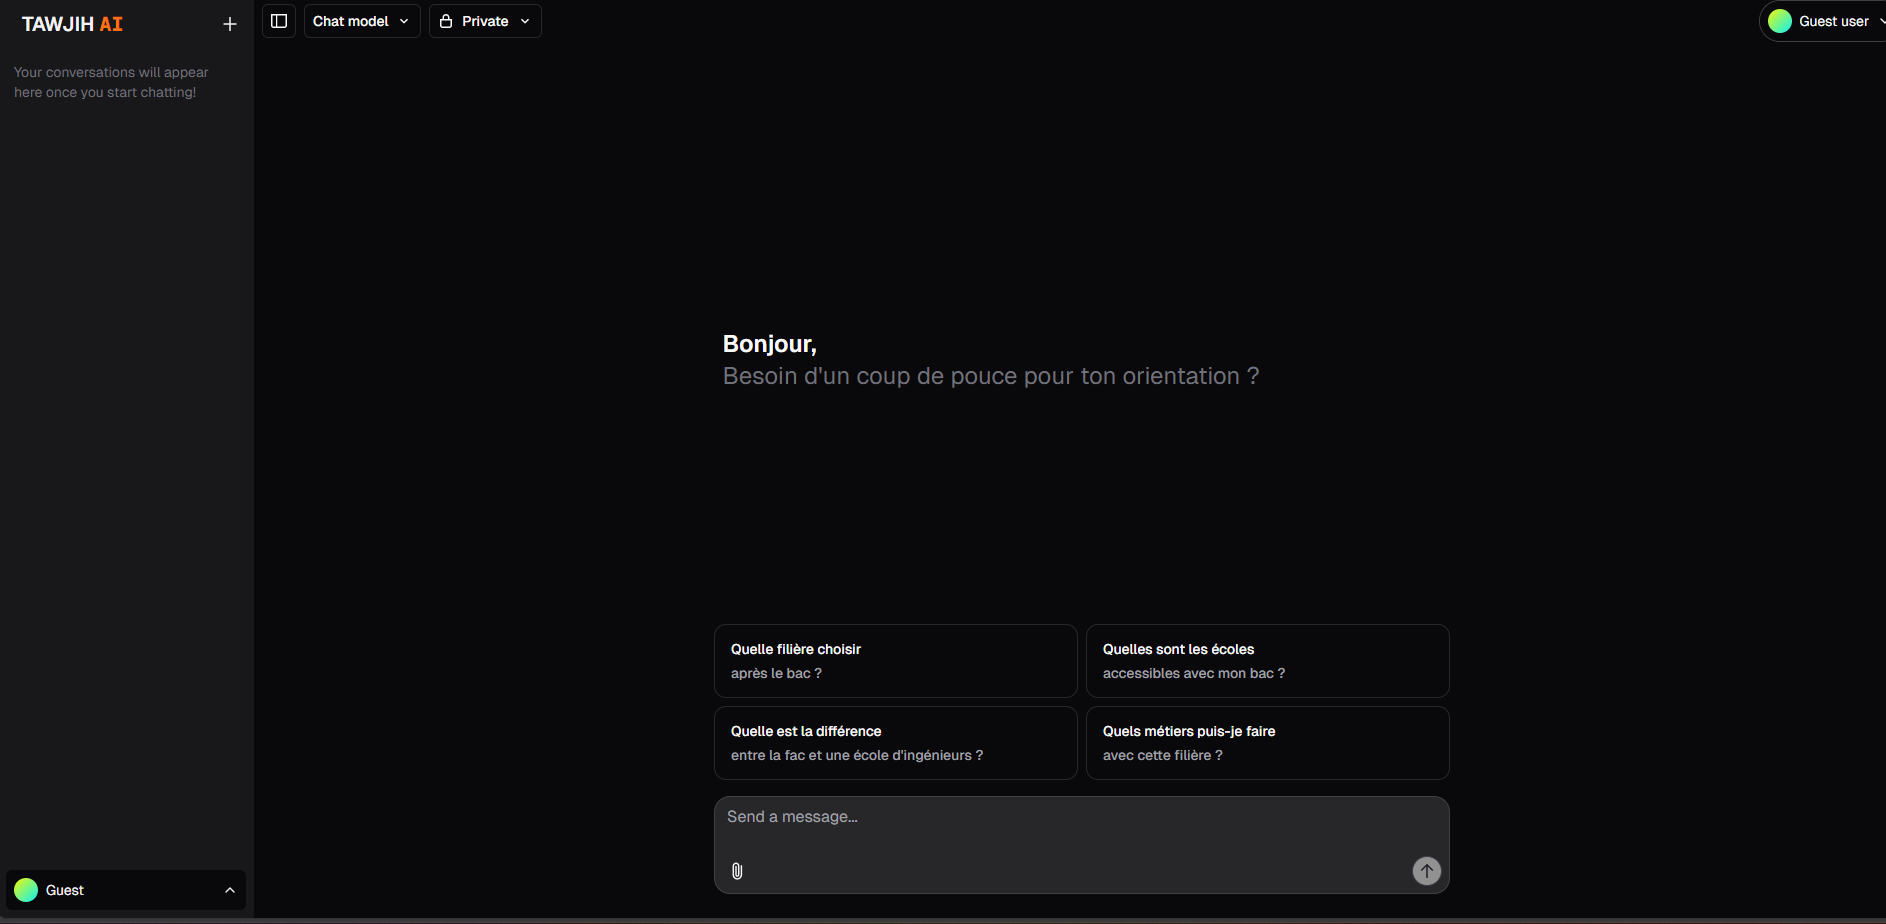 TAWJIH AI
Your conversations will appear
here once you start chatting!
Chat model
Private
Guest user
Bonjour,
Besoin d'un coup de pouce pour ton orientation ?
Quelle filière choisir
après le bac ?
Quelles sont les écoles
accessibles avec mon bac ?
Quelle est la différence
entre la fac et une école d'ingénieurs ?
Quels métiers puis-je faire
avec cette filière ?
Send a message...
Guest